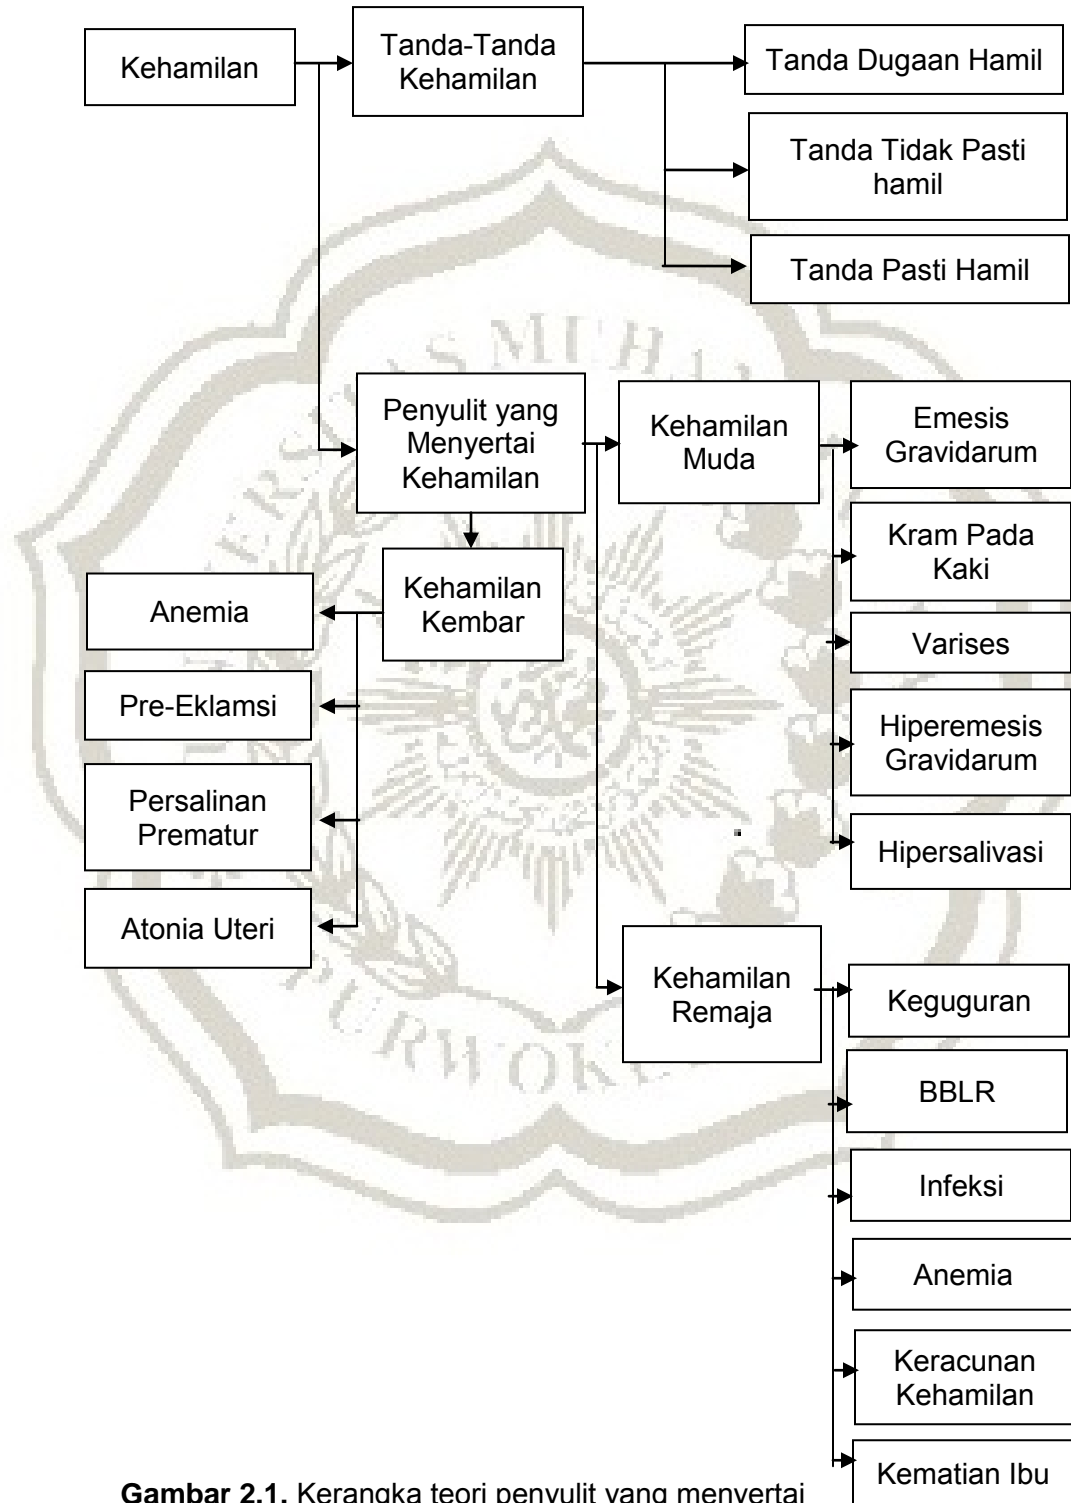 Kehamilan
Tanda-Tanda
Kehamilan
Tanda Dugaan Hamil
Tanda Tidak Pasti
hamil
Tanda Pasti Hamil
Penyulit yang
Menyertai
Kehamilan
Kehamilan
Muda
Emesis
Gravidarum
Kram Pada
Kaki
Varises
Hiperemesis
Gravidarum
Hipersalivasi
Kehamilan
Kembar
Anemia
Pre-Eklamsi
Persalinan
Prematur
Atonia Uteri
Kehamilan
Remaja
Keguguran
BBLR
Infeksi
Anemia
Keracunan
Kehamilan
Kematian Ibu
Gambar 2.1. Kerangka teori penyulit yang menyertai